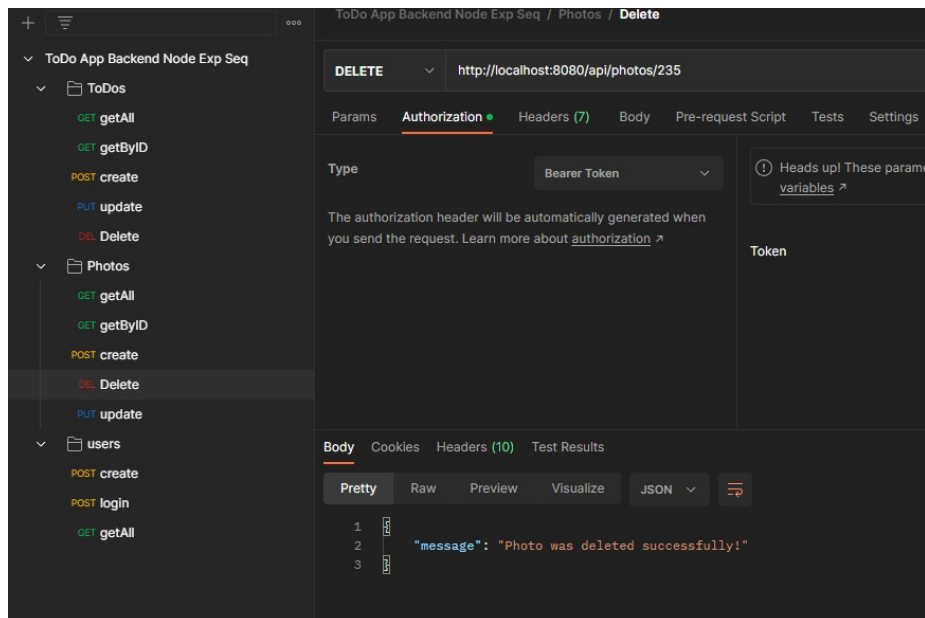 ToDo App Backend Node Exp Seq / Photos / Delete
ToDo App Backend Node Exp Seq
ToDos
GET getAll
GET getByID
POST create
PUT update
DEL Delete
Photos
GET getAll
GET getByID
POST create
DEL Delete
PUT update
users
POST create
POST login
GET getAll
DELETE http://localhost:8080/api/photos/235
Params Authorization Headers (7) Body Pre-request Script Tests Settings
Type Bearer Token
The authorization header will be automatically generated when
you send the request. Learn more about authorization ↗
Heads up! These parame
variables ↗
Token
Body Cookies Headers (10) Test Results
Pretty Raw Preview Visualize JSON
1 {
2 "message": "Photo was deleted successfully!"
3 }